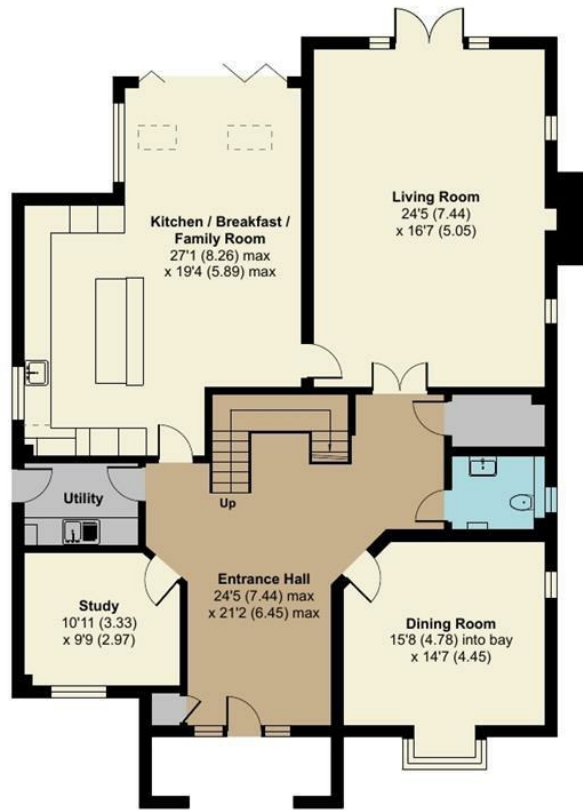 Living Room
24'5 (7.44)
x 16'7 (5.05)
Kitchen / Breakfast /
Family Room
27'1 (8.26) max
x 19'4 (5.89) max
Utility
Up
Entrance Hall
24'5 (7.44) max
x 21'2 (6.45) max
Study
10'11 (3.33)
x 9'9 (2.97)
Dining Room
15'8 (4.78) into bay
x 14'7 (4.45)